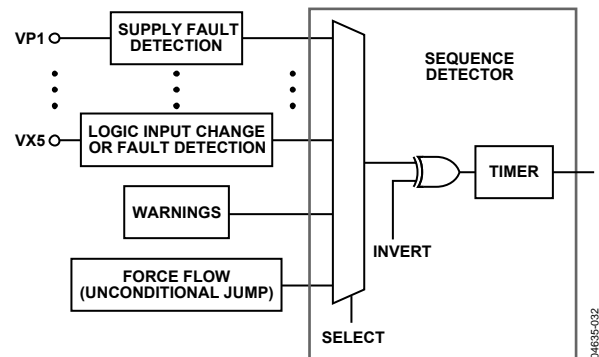 VP1
SUPPLY FAULT
DETECTION
SEQUENCE
DETECTOR
VX5
LOGIC INPUT CHANGE
OR FAULT DETECTION
TIMER
WARNINGS
INVERT
FORCE FLOW
(UNCONDITIONAL JUMP)
SELECT
04635-032